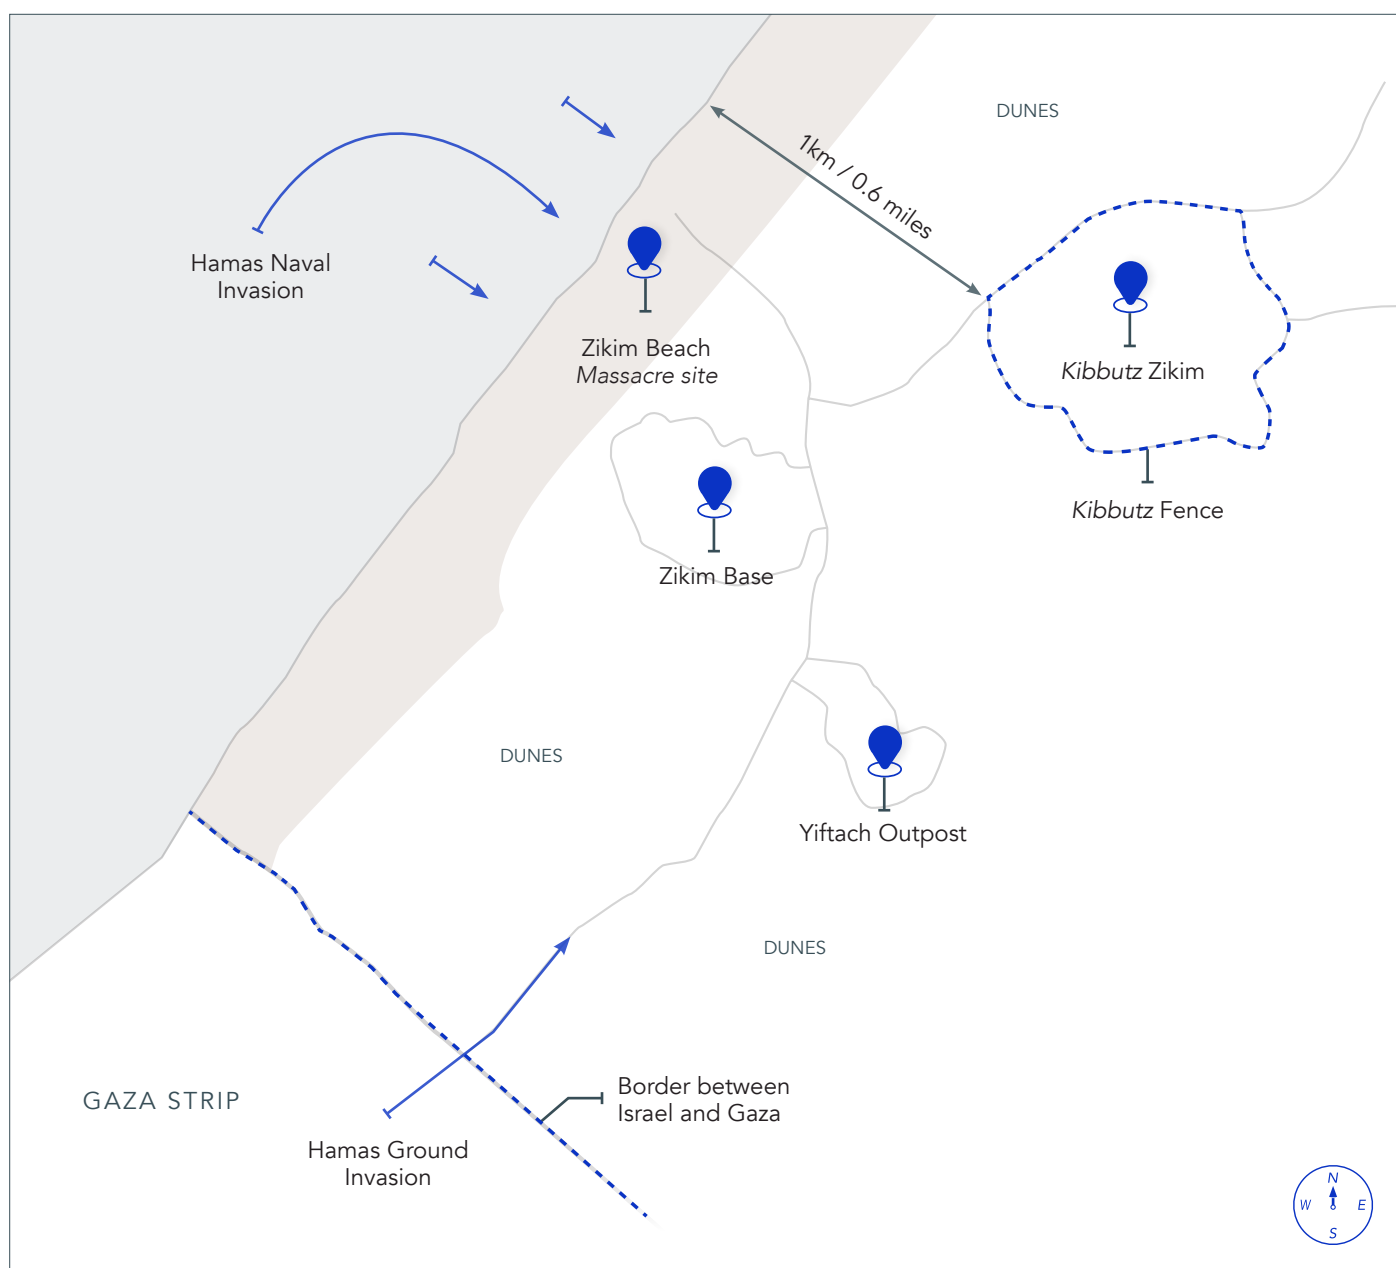 DUNES
1km / 0.6 miles
Hamas Naval
Invasion
Zikim Beach
Massacre site
Kibbutz Zikim
Kibbutz Fence
Zikim Base
DUNES
Yiftach Outpost
DUNES
GAZA STRIP
Border between
Israel and Gaza
Hamas Ground
Invasion
N
W E
S